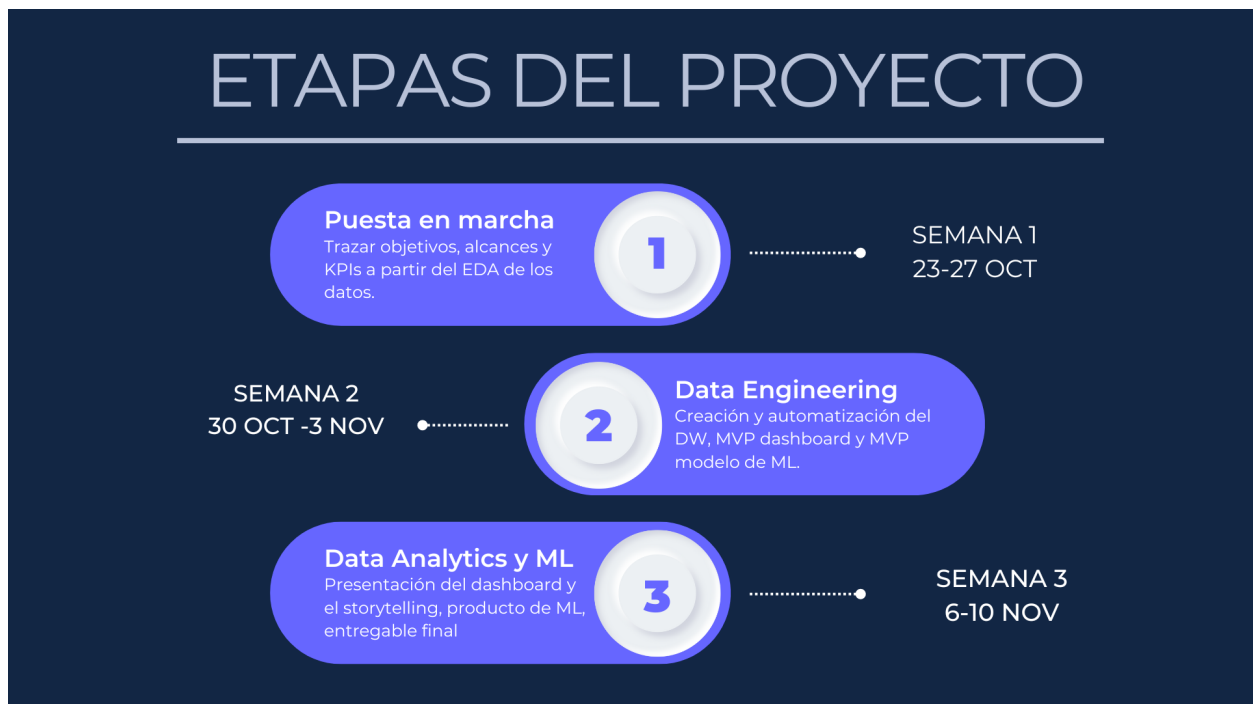 ETAPAS DEL PROYECTO
Puesta en marcha
Trazar objetivos, alcances y
KPIs a partir del EDA de los
datos.
1
SEMANA 1
23-27 OCT
SEMANA 2
30 OCT -3 NOV
2
Data Engineering
Creación y automatización del
DW, MVP dashboard y MVP
modelo de ML.
Data Analytics y ML
Presentación del dashboard y
el storytelling, producto de ML,
entregable final
3
SEMANA 3
6-10 NOV